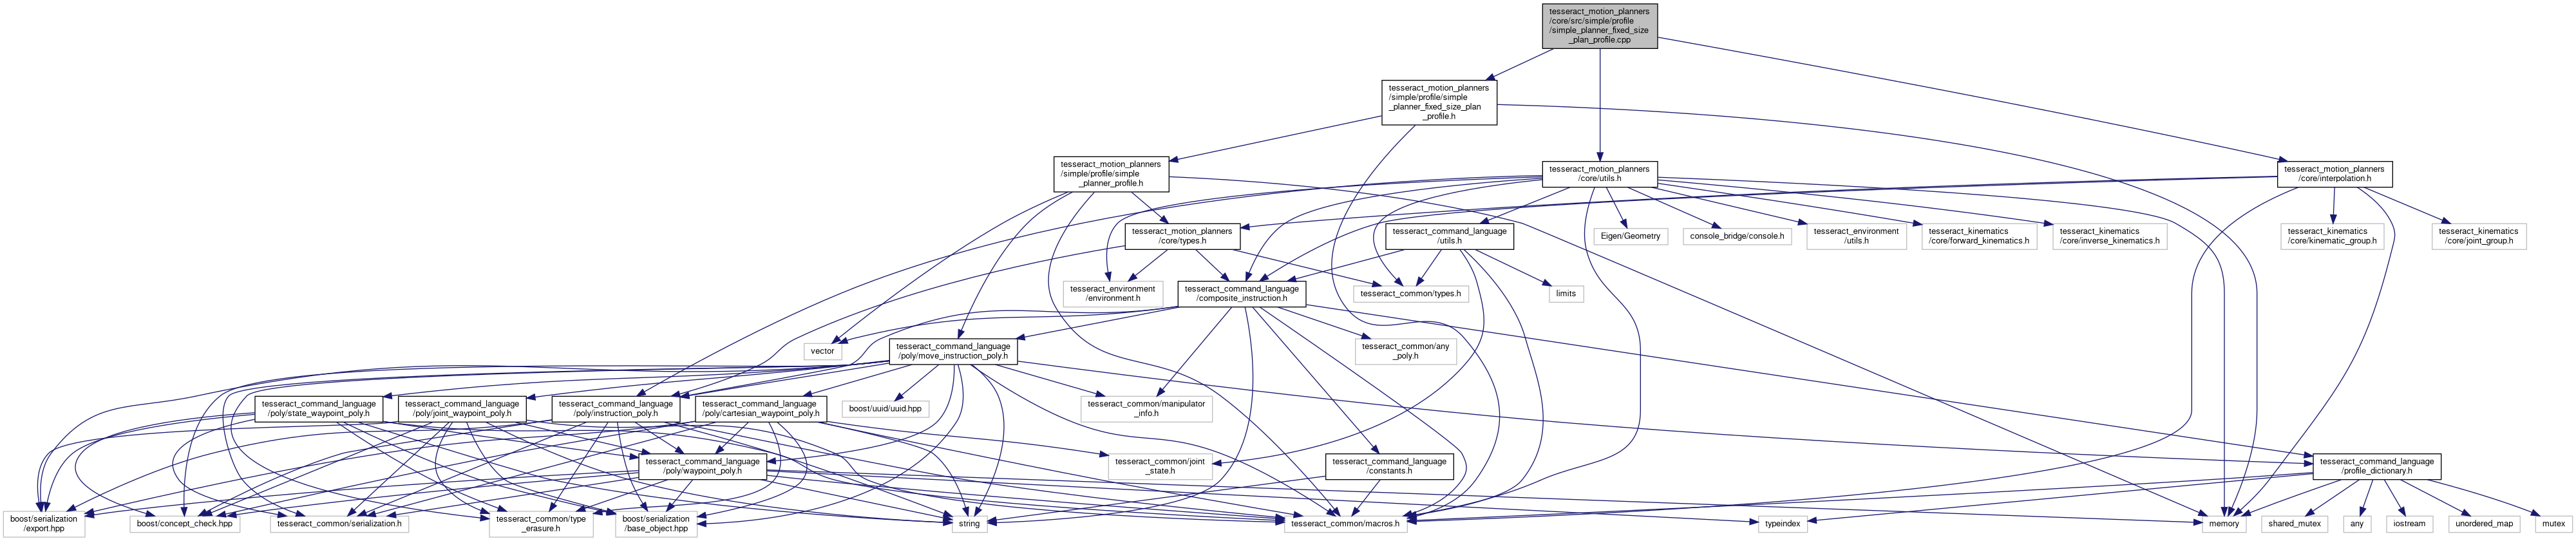 tesseract_motion_planners
/core/src/simple/profile
/simple_planner_fixed_size
_plan_profile.cpp
tesseract_motion_planners
/simple/profile/simple
_planner_fixed_size_plan
_profile.h
tesseract_motion_planners
/simple/profile/simple
_planner_profile.h
tesseract_motion_planners
/core/utils.h
tesseract_motion_planners
/core/interpolation.h
tesseract_motion_planners
/core/types.h
tesseract_command_language
/utils.h
Eigen/Geometry
console_bridge/console.h
tesseract_environment
/utils.h
tesseract_kinematics
/core/forward_kinematics.h
tesseract_kinematics
/core/inverse_kinematics.h
tesseract_kinematics
/core/kinematic_group.h
tesseract_kinematics
/core/joint_group.h
tesseract_environment
/environment.h
tesseract_command_language
/composite_instruction.h
tesseract_common/types.h
limits
vector
tesseract_command_language
/poly/move_instruction_poly.h
tesseract_common/any
_poly.h
tesseract_command_language
/poly/state_waypoint_poly.h
tesseract_command_language
/poly/joint_waypoint_poly.h
tesseract_command_language
/poly/instruction_poly.h
tesseract_command_language
/poly/cartesian_waypoint_poly.h
boost/uuid/uuid.hpp
tesseract_common/manipulator
_info.h
tesseract_command_language
/poly/waypoint_poly.h
tesseract_common/joint
_state.h
tesseract_command_language
/constants.h
tesseract_command_language
/profile_dictionary.h
boost/serialization
/export.hpp
boost/concept_check.hpp
tesseract_common/serialization.h
tesseract_common/type
_erasure.h
boost/serialization
/base_object.hpp
string
tesseract_common/macros.h
typeindex
memory
shared_mutex
any
iostream
unordered_map
mutex